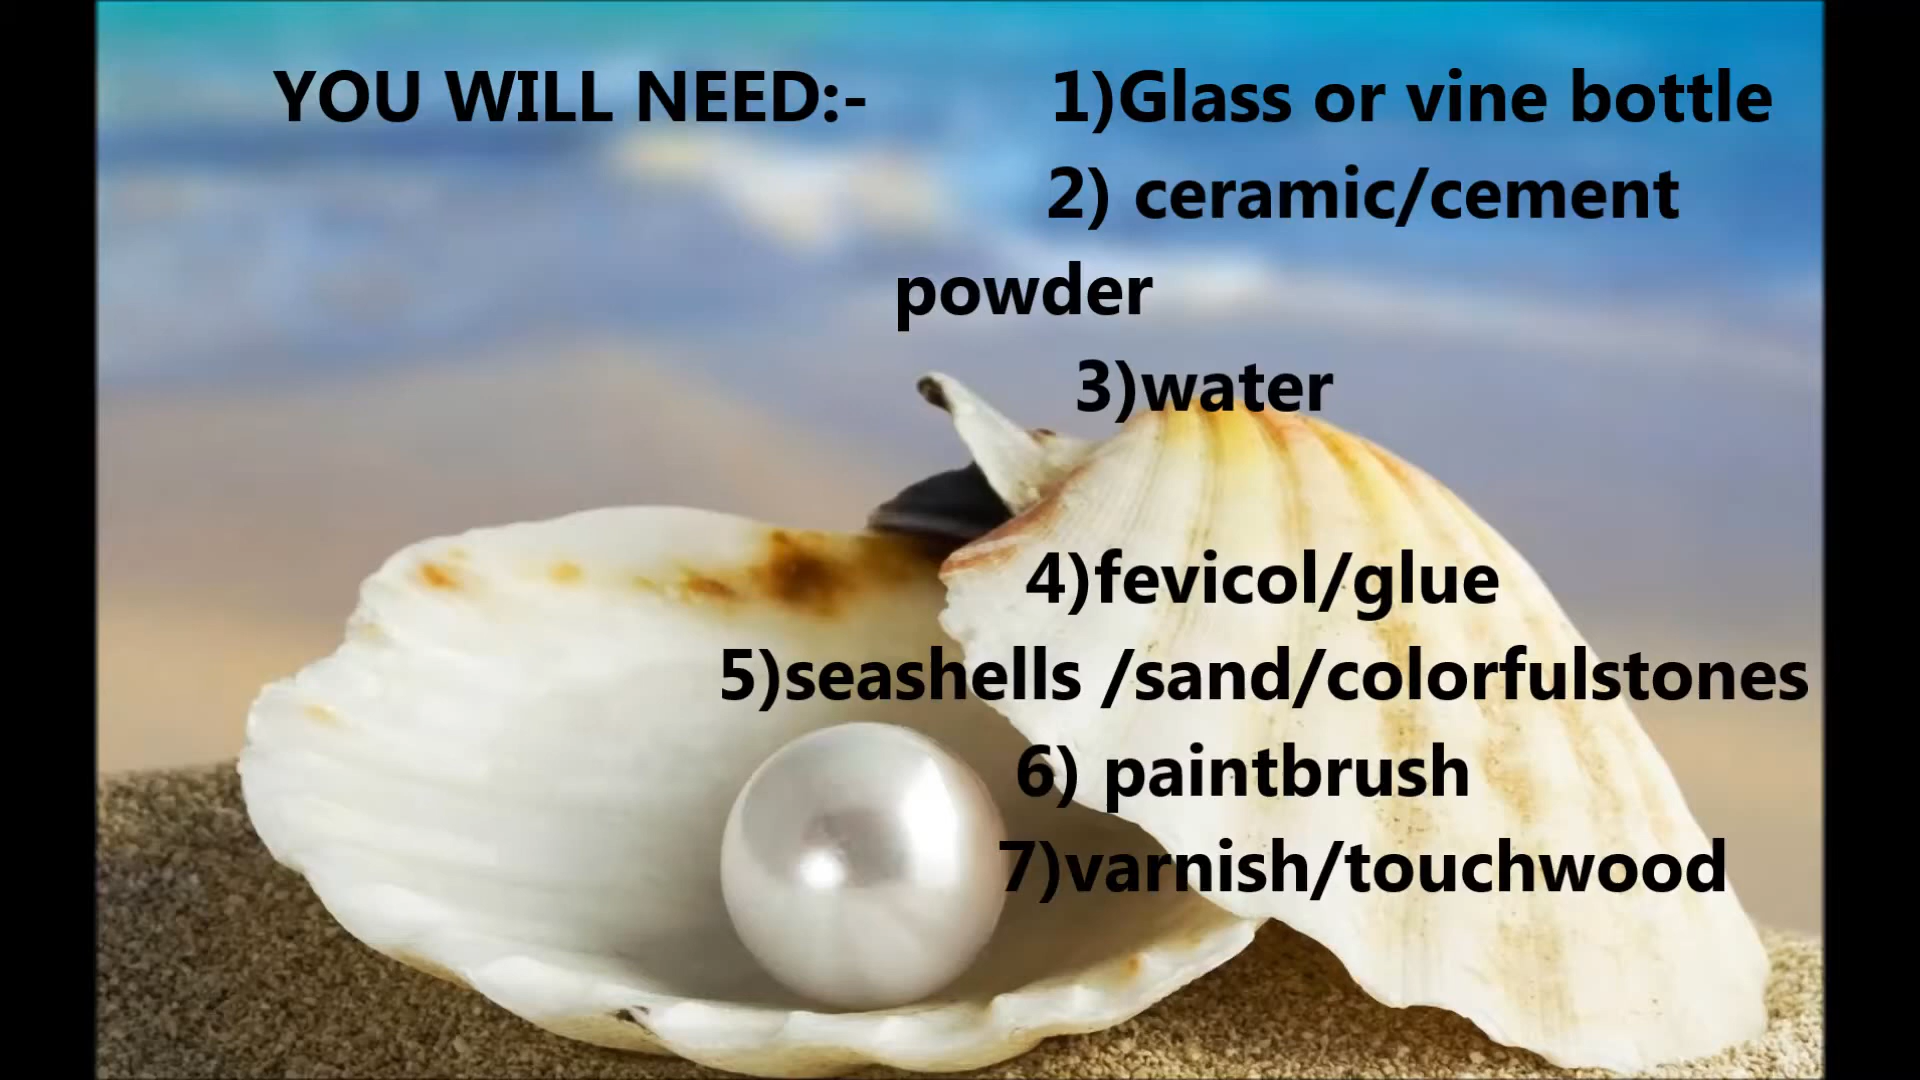 YOU WILL NEED:- 1)Glass or vine bottle
2) ceramic/cement
powder
3)water
4)fevicol/glue
5)seashells /sand/colorfulstones
6) paintbrush
7)varnish/touchwood